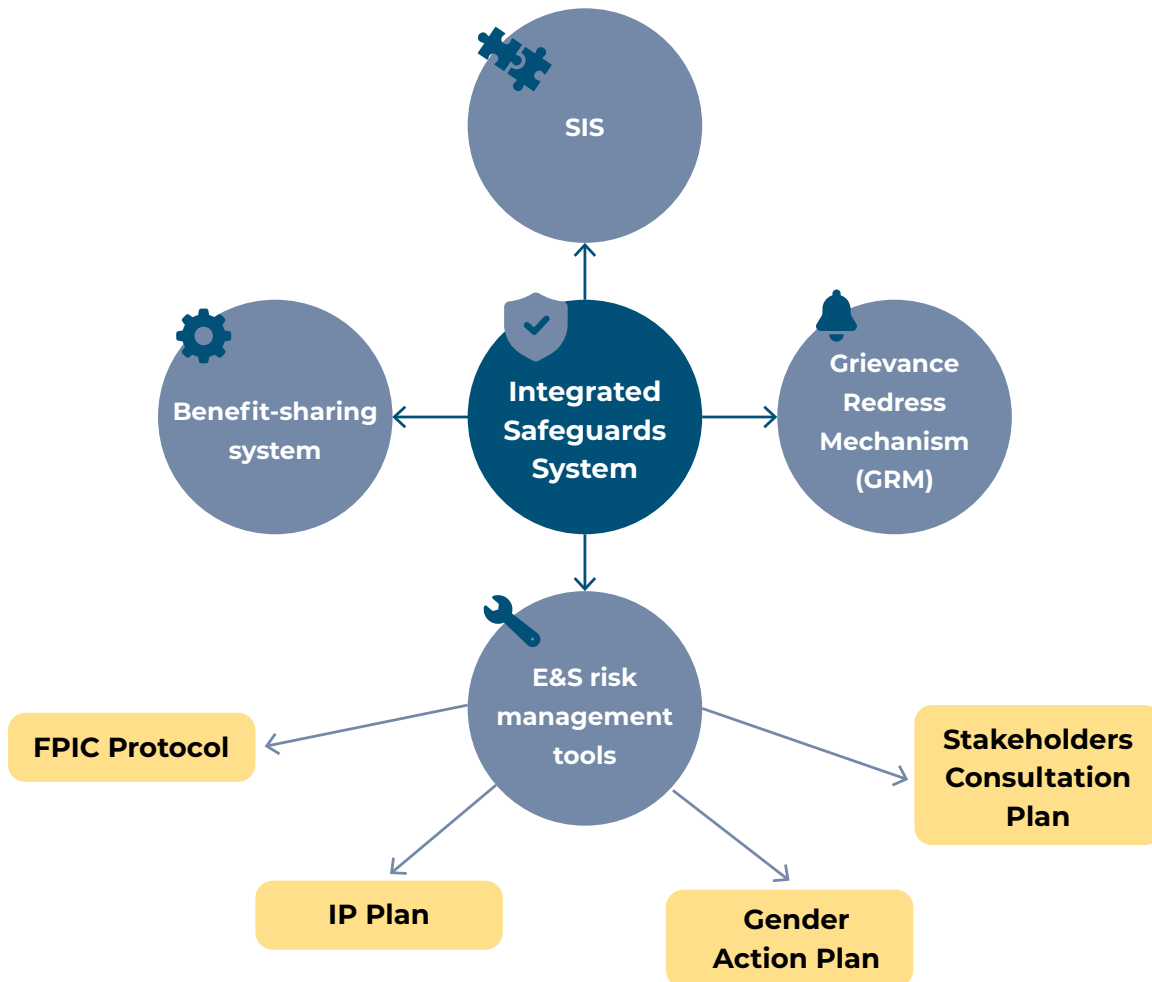 SIS
Benefit-sharing
system
Integrated
Safeguards
System
Grievance
Redress
Mechanism
(GRM)
E&S risk
management
tools
FPIC Protocol
IP Plan
Gender
Action Plan
Stakeholders
Consultation
Plan